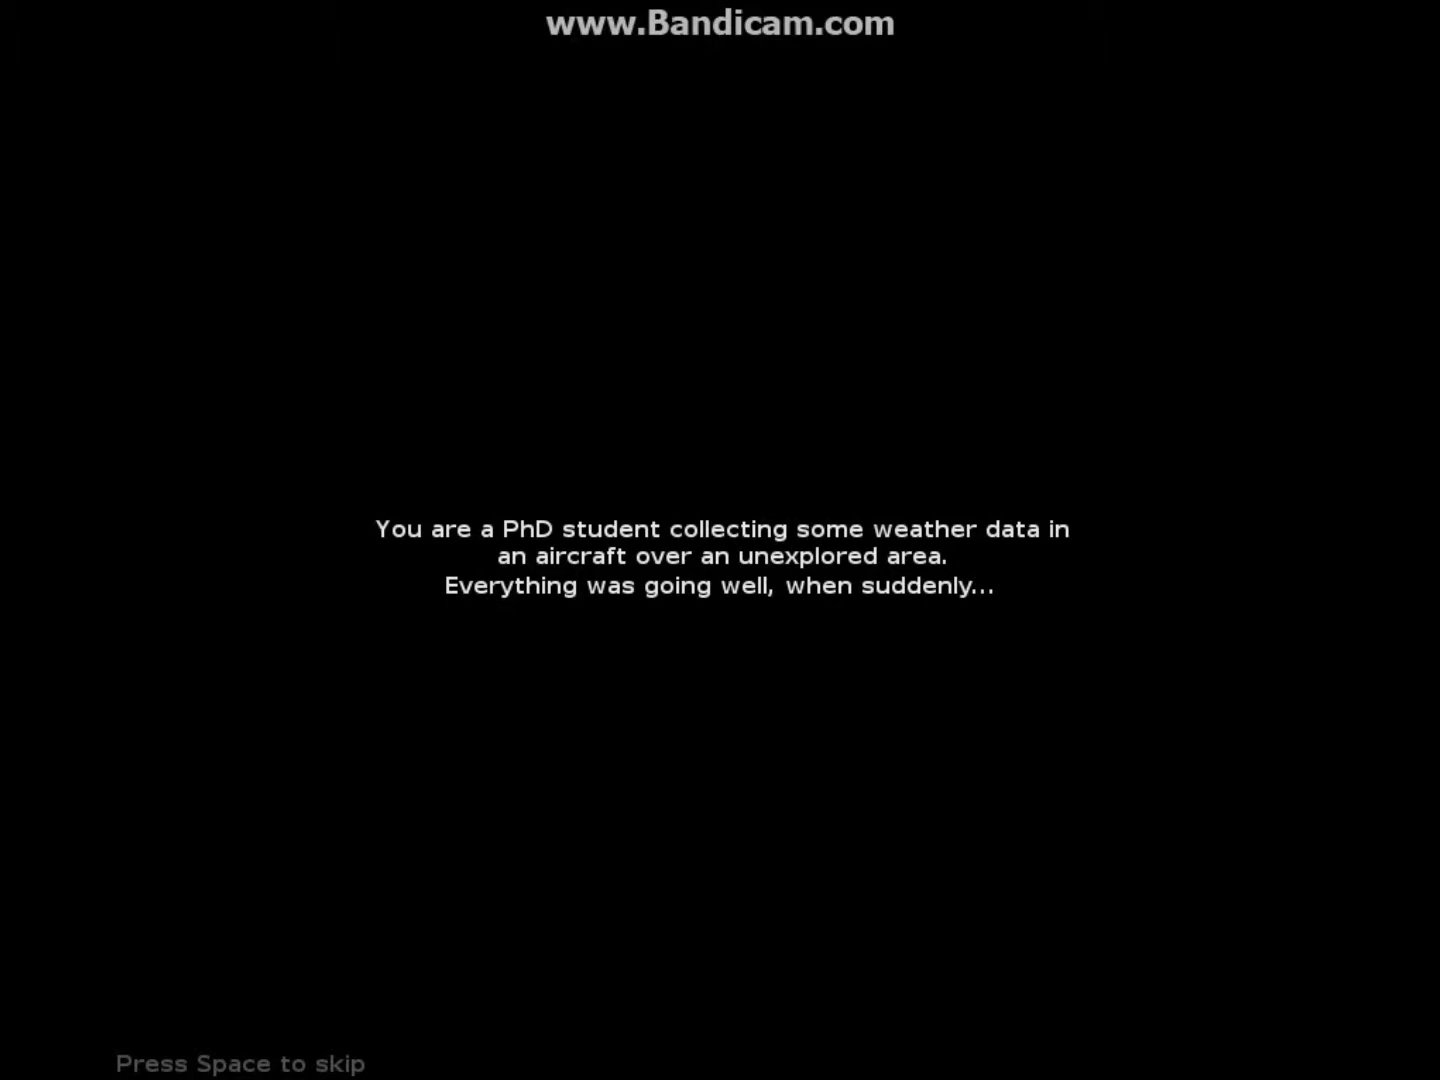 www.Bandicam.com
You are a PhD student collecting some weather data in
an aircraft over an unexplored area.
Everything was going well, when suddenly...
Press Space to skip